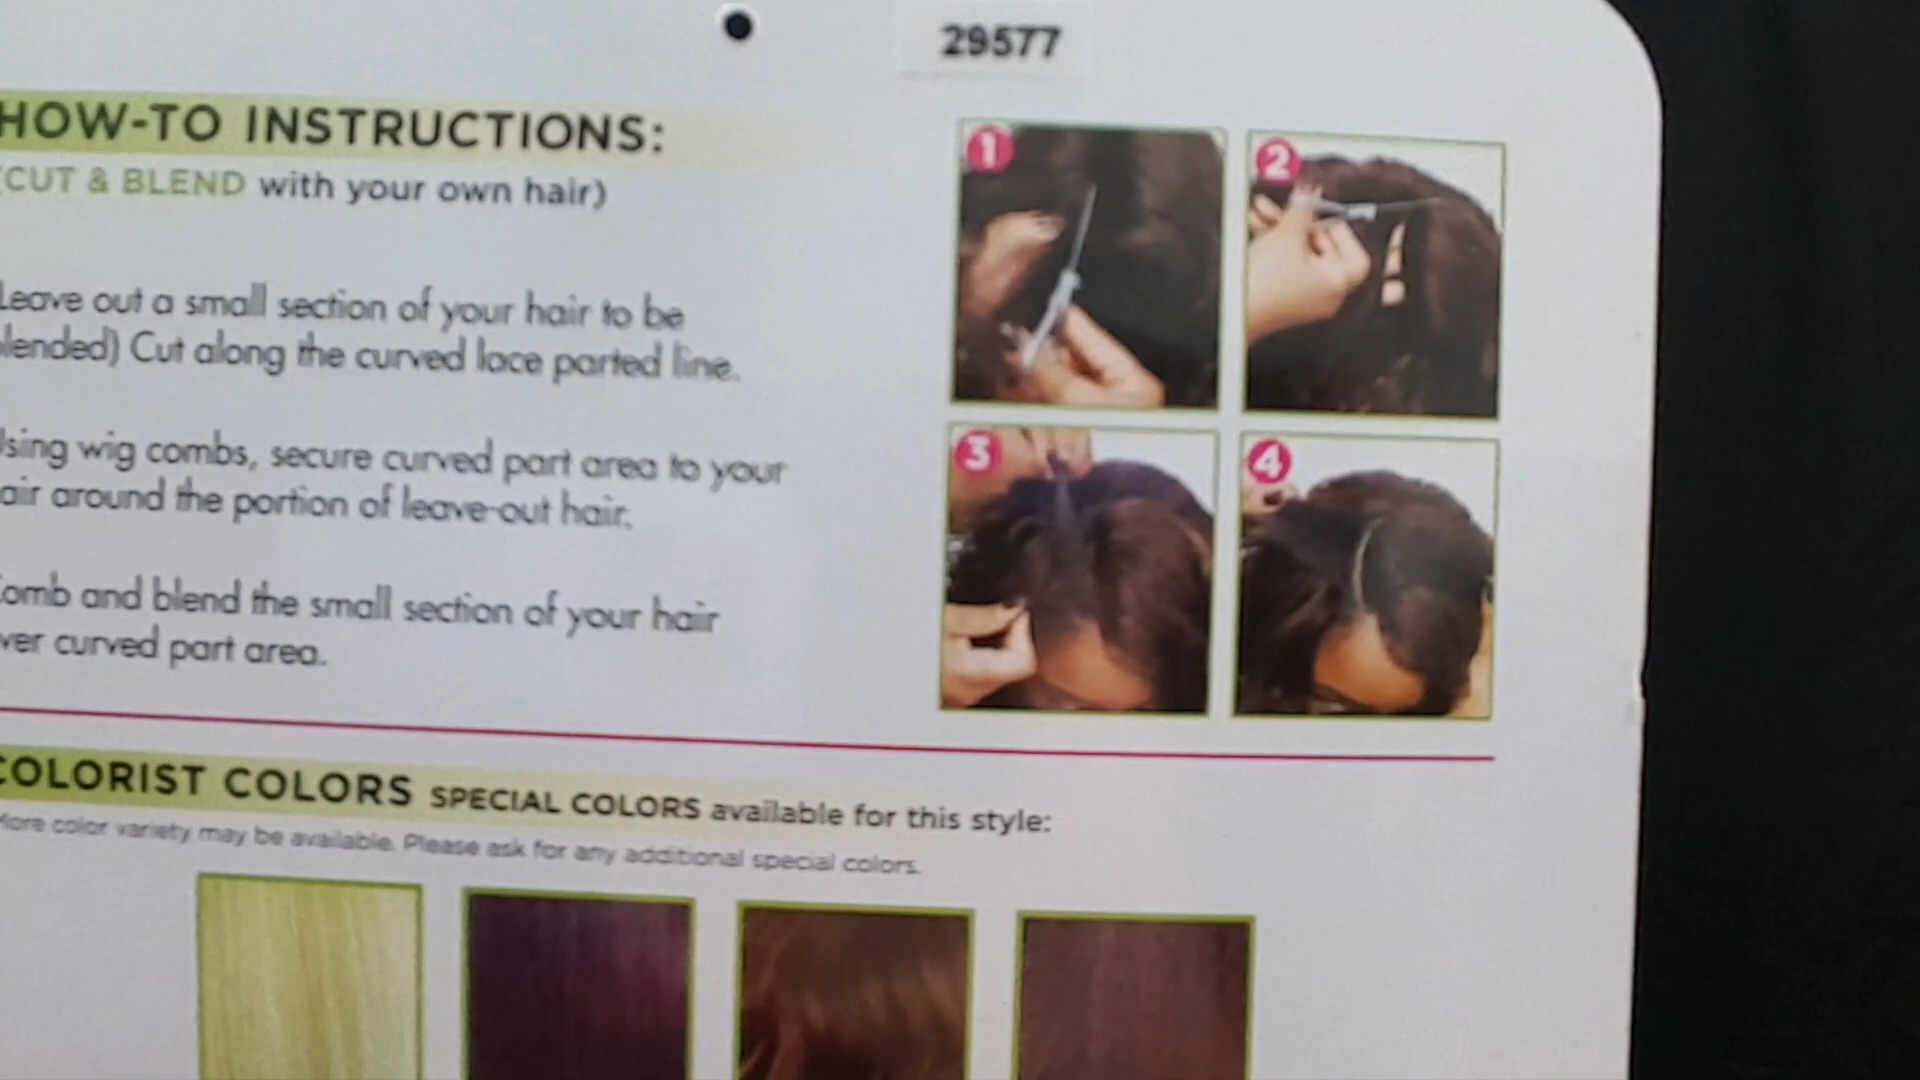 29577
HOW-TO INSTRUCTIONS:
(CUT & BLEND with your own hair)
Leave out a small section of your hair to be
lended) Cut along the curved lace parted line.
Using wig combs, secure curved part area to your
air around the portion of leave-out hair.
omb and blend the small section of your hair
ver curved part area.
1
2
3
4
COLORIST COLORS SPECIAL COLORS available for this style:
More color variety may be available. Please ask for any additional special colors.